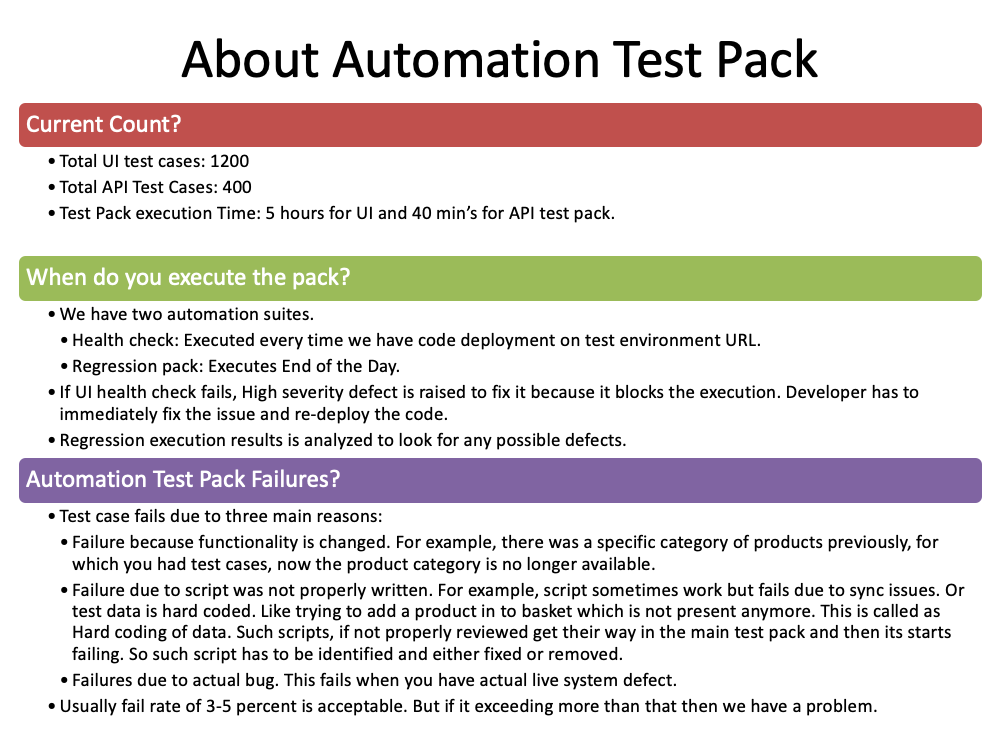 About Automation Test Pack
Current Count?
• Total UI test cases: 1200
• Total API Test Cases: 400
• Test Pack execution Time: 5 hours for UI and 40 min’s for API test pack.
When do you execute the pack?
• We have two automation suites.
• Health check: Executed every time we have code deployment on test environment URL.
• Regression pack: Executes End of the Day.
• If UI health check fails, High severity defect is raised to fix it because it blocks the execution. Developer has to
immediately fix the issue and re-deploy the code.
• Regression execution results is analyzed to look for any possible defects.
Automation Test Pack Failures?
• Test case fails due to three main reasons:
• Failure because functionality is changed. For example, there was a specific category of products previously, for
which you had test cases, now the product category is no longer available.
• Failure due to script was not properly written. For example, script sometimes work but fails due to sync issues. Or
test data is hard coded. Like trying to add a product in to basket which is not present anymore. This is called as
Hard coding of data. Such scripts, if not properly reviewed get their way in the main test pack and then its starts
failing. So such script has to be identified and either fixed or removed.
• Failures due to actual bug. This fails when you have actual live system defect.
• Usually fail rate of 3-5 percent is acceptable. But if it exceeding more than that then we have a problem.